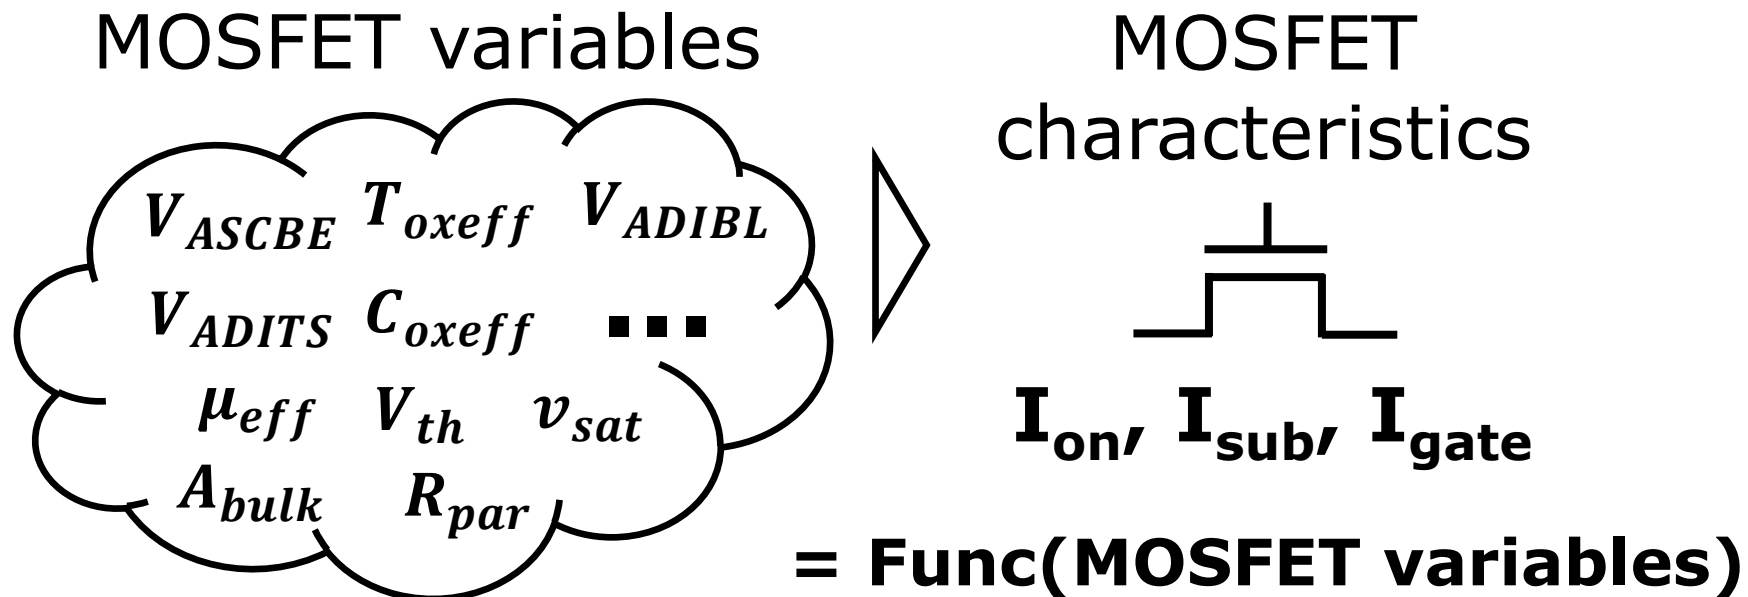 MOSFET variables
MOSFET
characteristics
V_ASCBE T_oxeff V_ADIBL
V_ADITS C_oxeff ...
μ_eff V_th v_sat
A_bulk R_par
I_on, I_sub, I_gate
= Func(MOSFET variables)